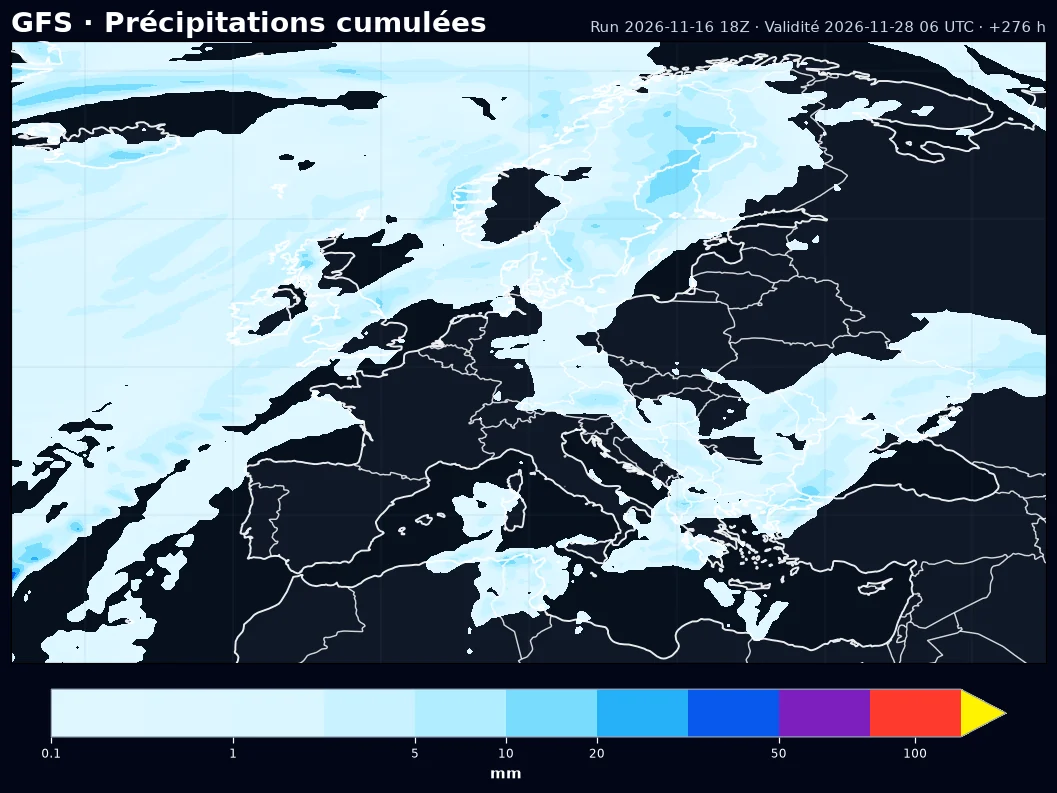 GFS · Précipitations cumulées
Run 2026-11-16 18Z · Validité 2026-11-28 06 UTC · +276 h
0.1 1 5 10 20 50 100
mm